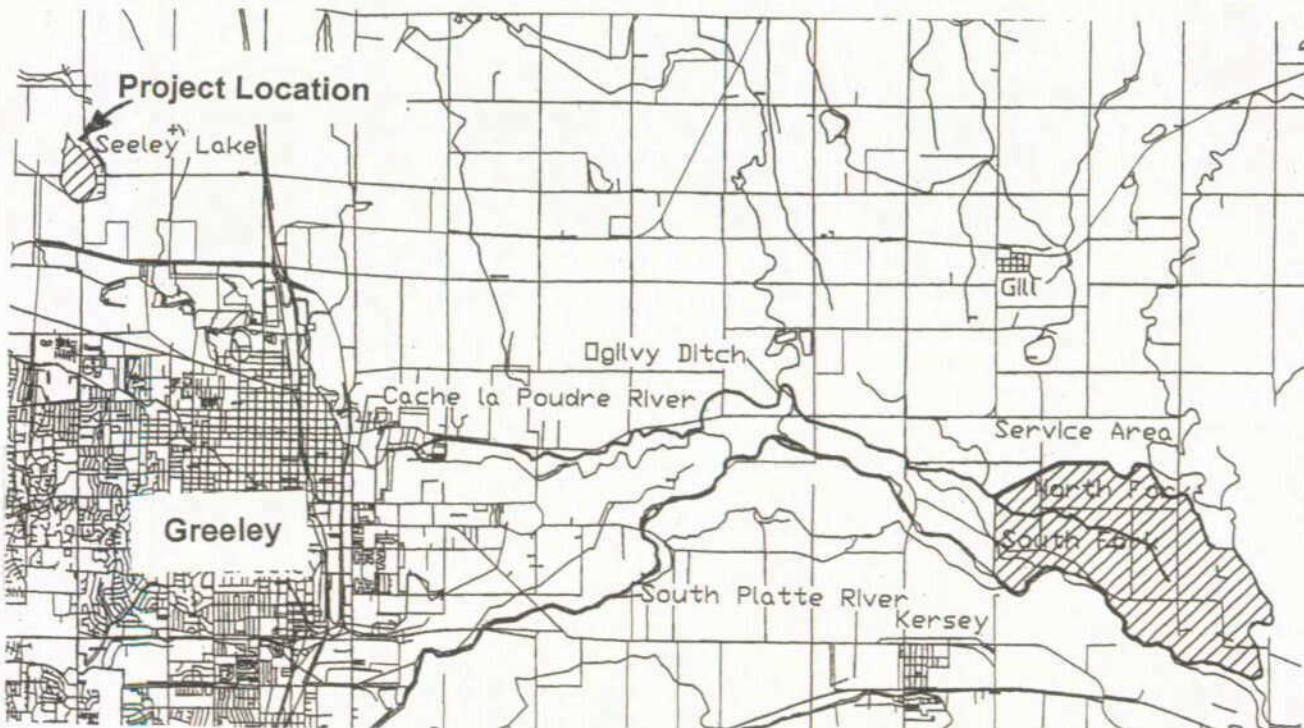 Project Location
Seeley Lake
Gill
Ogilvy Ditch
Cache la Poudre River
Service Area
North Fork
Greeley
South Fork
South Platte River
Kersey